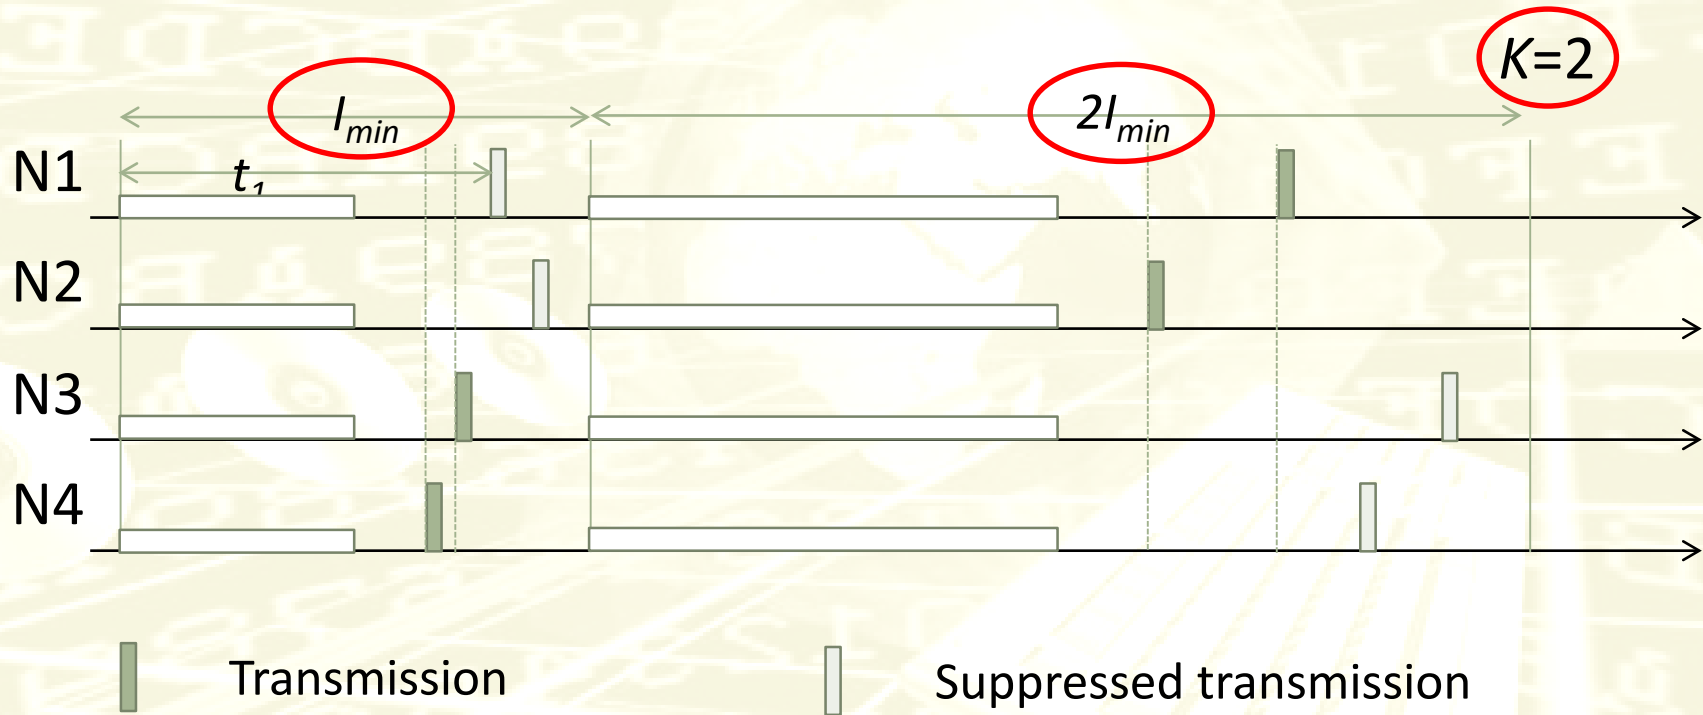 K=2
I_min
2I_min
N1
t_1
N2
N3
N4
Transmission
Suppressed transmission